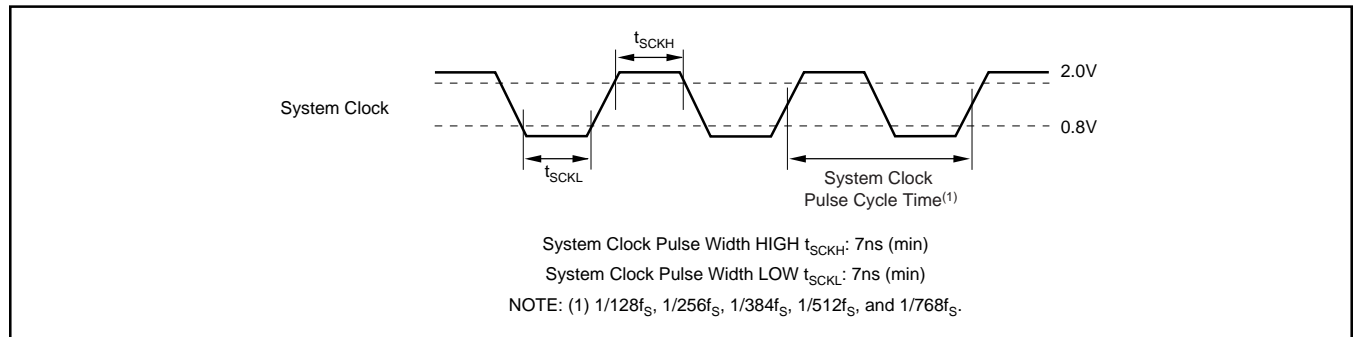 t_SCKH
2.0V
System Clock
0.8V
t_SCKL
System Clock
Pulse Cycle Time(1)
System Clock Pulse Width HIGH t_SCKH: 7ns (min)
System Clock Pulse Width LOW t_SCKL: 7ns (min)
NOTE: (1) 1/128f_S, 1/256f_S, 1/384f_S, 1/512f_S, and 1/768f_S.